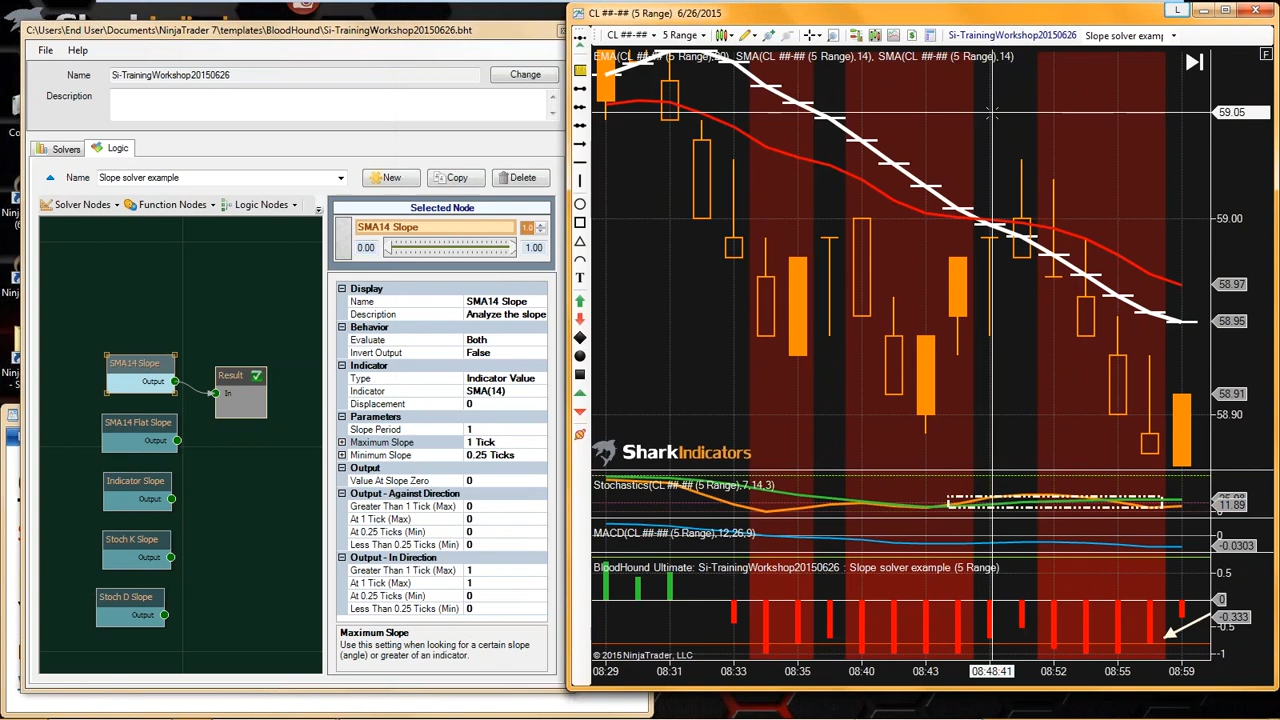 C:\Users\End User\Documents\NinjaTrader 7\templates\BloodHound\Si-TrainingWorkshop20150626.bht
File Help
Name Si-TrainingWorkshop20150626 Change
Description
Solvers Logic
Name Slope solver example New Copy Delete
Solver Nodes Function Nodes Logic Nodes
SMA14 Slope
Output
Result
In
SMA14 Flat Slope
Output
Indicator Slope
Output
Stoch K Slope
Output
Stoch D Slope
Output
Selected Node
SMA14 Slope 1.0
0.00 1.00
Display
Name SMA14 Slope
Description Analyze the slope
Behavior
Evaluate Both
Invert Output False
Indicator
Type Indicator Value
Indicator SMA(14)
Displacement 0
Parameters
Slope Period 1
Maximum Slope 1 Tick
Minimum Slope 0.25 Ticks
Output
Value At Slope Zero 0
Output - Against Direction
Greater Than 1 Tick (Max) 0
At 1 Tick (Max) 0
At 0.25 Ticks (Min) 0
Less Than 0.25 Ticks (Min) 0
Output - In Direction
Greater Than 1 Tick (Max) 1
At 1 Tick (Max) 1
At 0.25 Ticks (Min) 0
Less Than 0.25 Ticks (Min) 0
Maximum Slope
Use this setting when looking for a certain slope
(angle) or greater of an indicator.
CL ##-## (5 Range) 6/26/2015
L
CL ##-## 5 Range Si-TrainingWorkshop20150626 Slope solver examp
SMA(CL ##-## (5 Range),14), SMA(CL ##-## (5 Range),14)
F
T
59.05
59.00
58.97
58.95
58.91
58.90
SharkIndicators
Stochastics(CL ##-## (5 Range),7,14,3)
11.89
MACD(CL ##-## (5 Range),12,26,9)
0
-0.0303
BloodHound Ultimate: Si-TrainingWorkshop20150626 : Slope solver example (5 Range)
0.5
0
-0.333
-1
© 2015 NinjaTrader, LLC
08:29 08:31 08:33 08:35 08:40 08:43 08:48:41 08:52 08:55 08:59